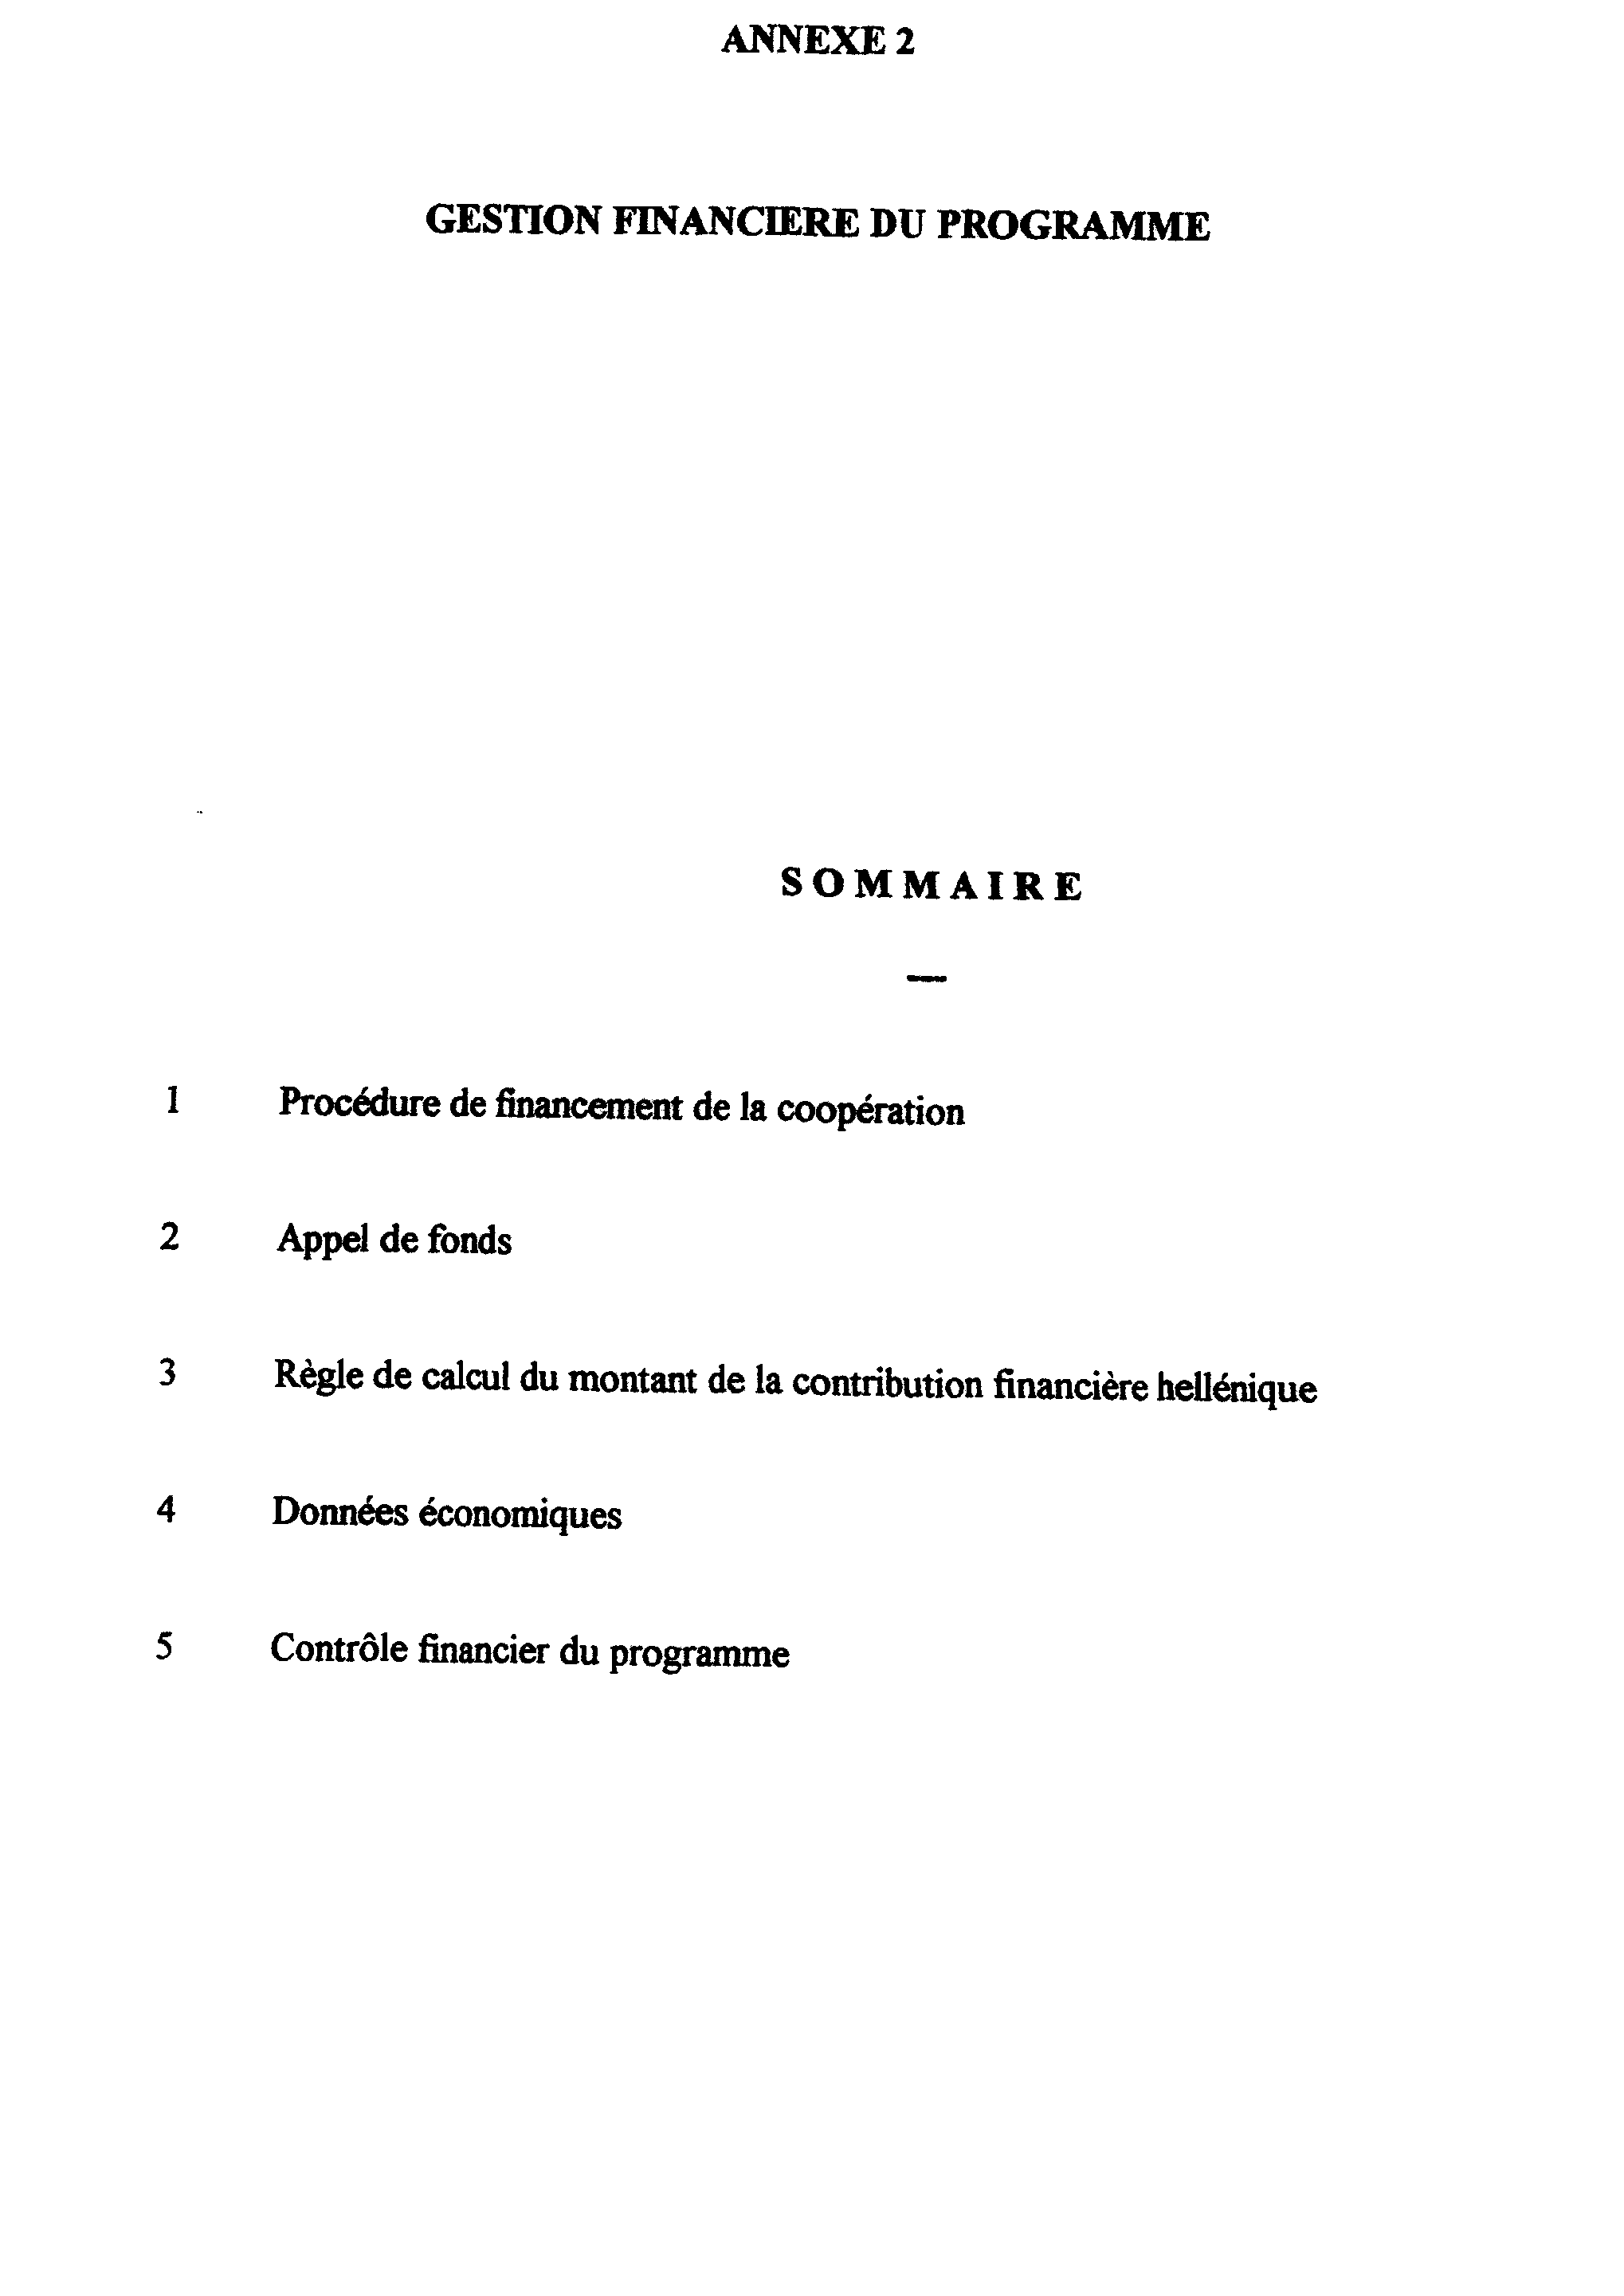 ANNEXE 2
GESTION FINANCIERE DU PROGRAMME
SOMMAIRE
1 Procédure de financement de la coopération
2 Appel de fonds
3 Règle de calcul du montant de la contribution financière hellénique
4 Données économiques
5 Contrôle financier du programme